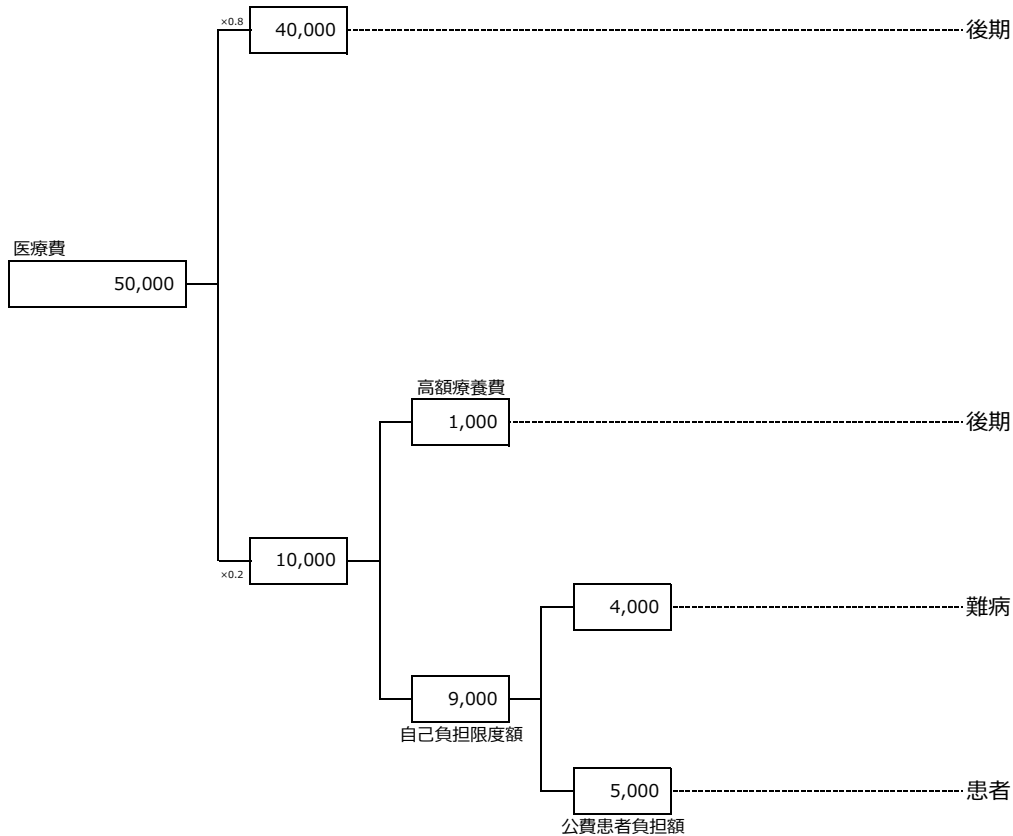 ×0.8
40,000
後期
医療費
50,000
高額療養費
1,000
後期
10,000
×0.2
4,000
難病
9,000
自己負担限度額
5,000
患者
公費患者負担額